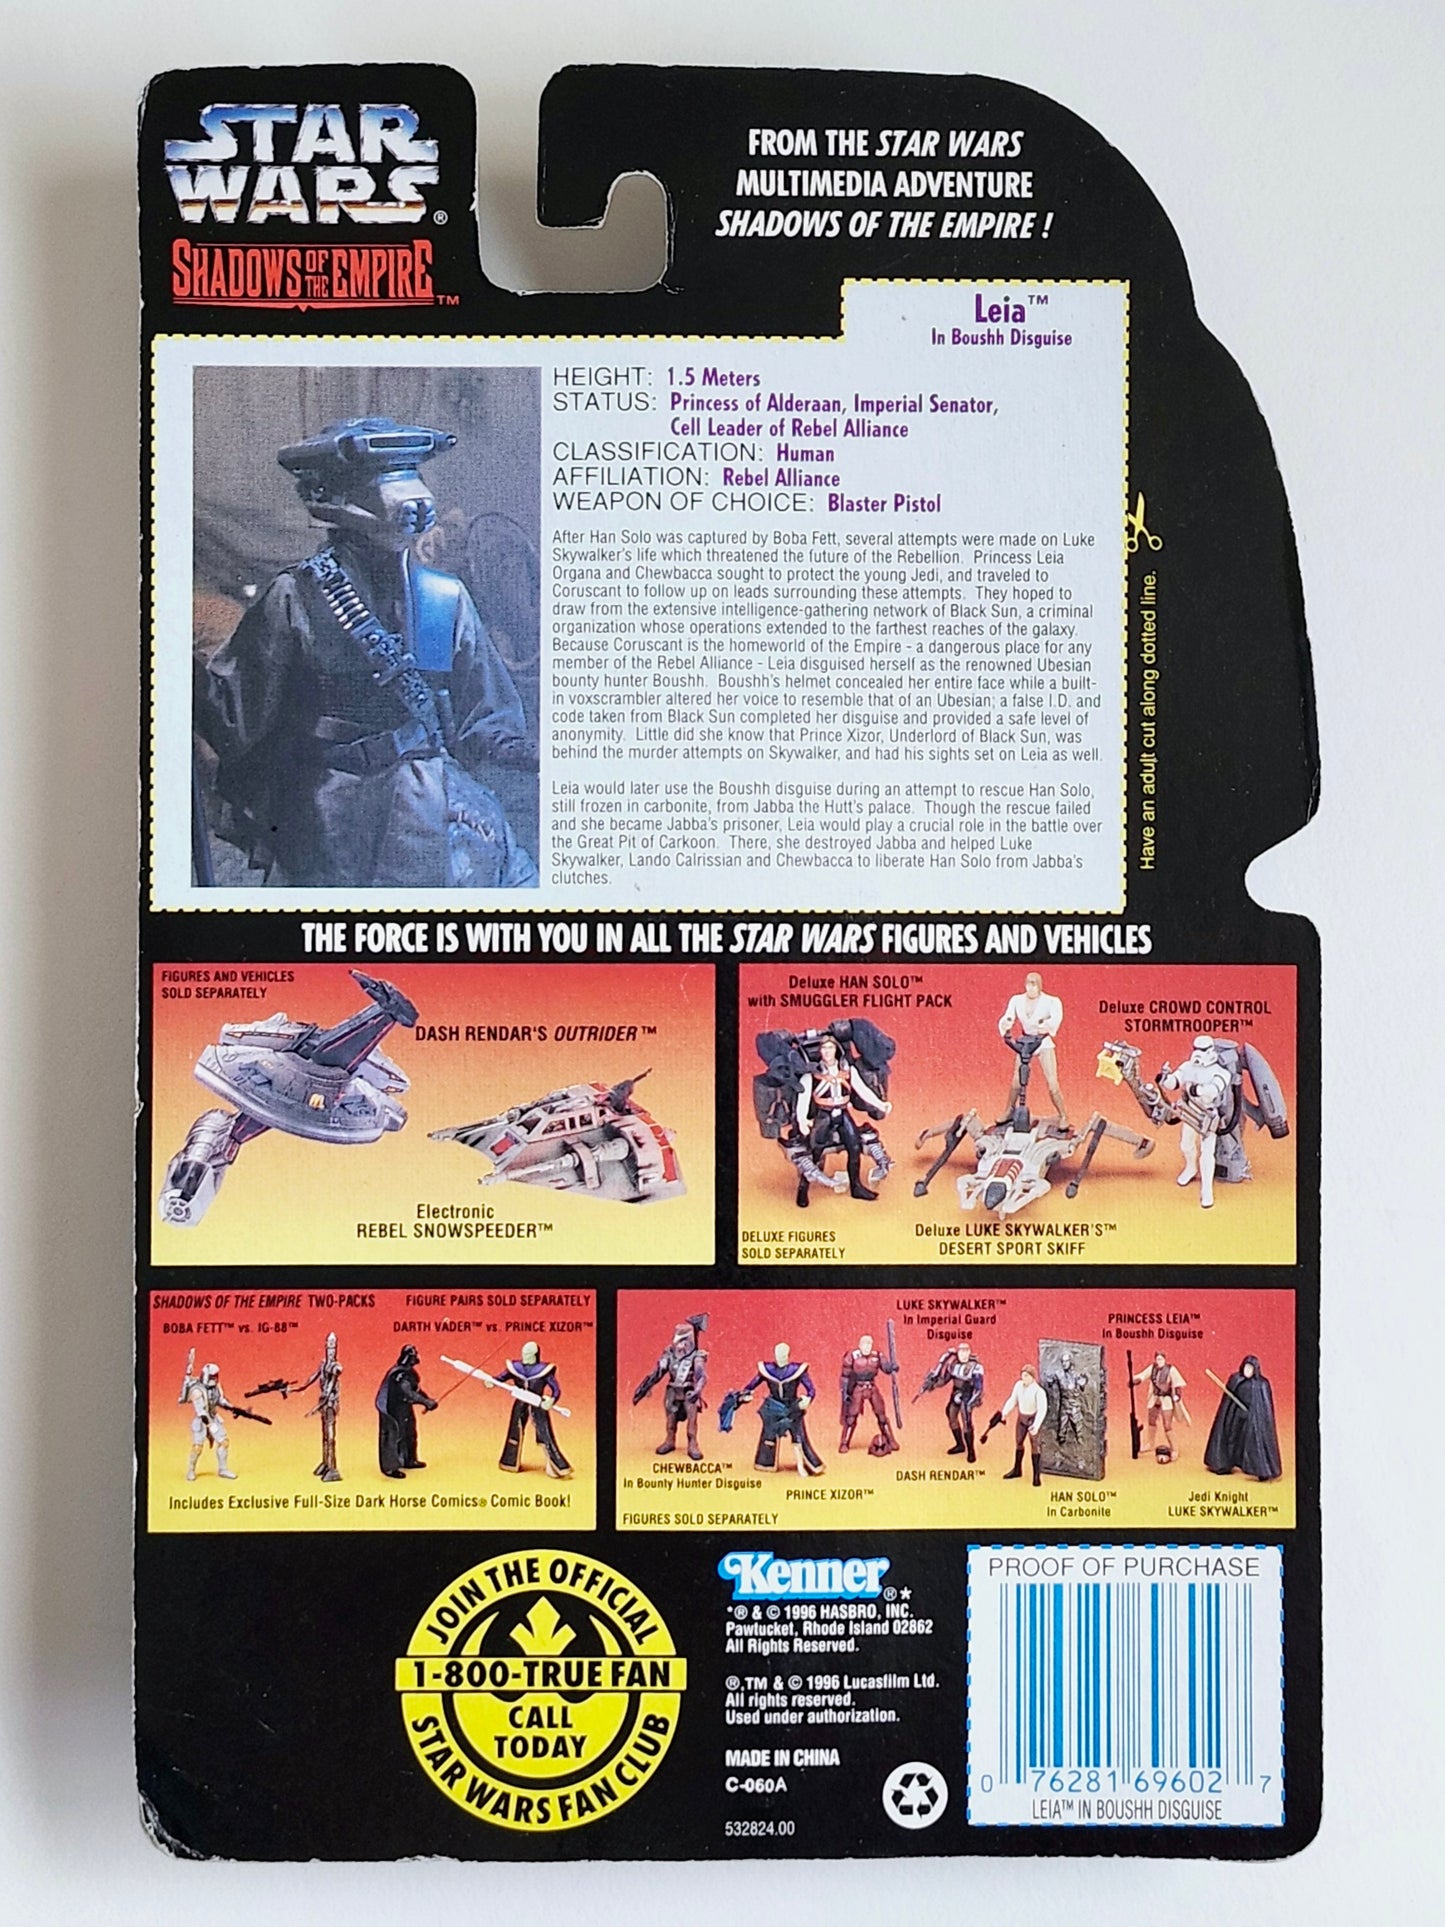 STAR
WARS®
SHADOWS OF THE EMPIRE™
FROM THE STAR WARS
MULTIMEDIA ADVENTURE
SHADOWS OF THE EMPIRE !
Leia™
In Boushh Disguise
HEIGHT: 1.5 Meters
STATUS: Princess of Alderaan, Imperial Senator,
Cell Leader of Rebel Alliance
CLASSIFICATION: Human
AFFILIATION: Rebel Alliance
WEAPON OF CHOICE: Blaster Pistol
After Han Solo was captured by Boba Fett, several attempts were made on Luke
Skywalker's life which threatened the future of the Rebellion. Princess Leia
Organa and Chewbacca sought to protect the young Jedi, and traveled to
Coruscant to follow up on leads surrounding these attempts. They hoped to
draw from the extensive intelligence-gathering network of Black Sun, a criminal
organization whose operations extended to the farthest reaches of the galaxy.
Because Coruscant is the homeworld of the Empire - a dangerous place for any
member of the Rebel Alliance - Leia disguised herself as the renowned Ubesian
bounty hunter Boushh. Boushh's helmet concealed her entire face while a built-
in voxscrambler altered her voice to resemble that of an Ubesian; a false I.D. and
code taken from Black Sun completed her disguise and provided a safe level of
anonymity. Little did she know that Prince Xizor, Underlord of Black Sun, was
behind the murder attempts on Skywalker, and had his sights set on Leia as well.
Leia would later use the Boushh disguise during an attempt to rescue Han Solo,
still frozen in carbonite, from Jabba the Hutt's palace. Though the rescue failed
and she became Jabba's prisoner, Leia would play a crucial role in the battle over
the Great Pit of Carkoon. There, she destroyed Jabba and helped Luke
Skywalker, Lando Calrissian and Chewbacca to liberate Han Solo from Jabba's
clutches.
Have an adult cut along dotted line.
THE FORCE IS WITH YOU IN ALL THE STAR WARS FIGURES AND VEHICLES
FIGURES AND VEHICLES
SOLD SEPARATELY
DASH RENDAR'S OUTRIDER™
Electronic
REBEL SNOWSPEEDER™
Deluxe HAN SOLO™
with SMUGGLER FLIGHT PACK
Deluxe CROWD CONTROL
STORMTROOPER™
DELUXE FIGURES
SOLD SEPARATELY
Deluxe LUKE SKYWALKER'S™
DESERT SPORT SKIFF
SHADOWS OF THE EMPIRE TWO-PACKS FIGURE PAIRS SOLD SEPARATELY
BOBA FETT™ vs. IG-88™ DARTH VADER™ vs. PRINCE XIZOR™
Includes Exclusive Full-Size Dark Horse Comics® Comic Book!
LUKE SKYWALKER™
In Imperial Guard
Disguise
PRINCESS LEIA™
In Boushh Disguise
CHEWBACCA™
In Bounty Hunter Disguise
PRINCE XIZOR™
DASH RENDAR™
HAN SOLO™
In Carbonite
Jedi Knight
LUKE SKYWALKER™
FIGURES SOLD SEPARATELY
JOIN THE OFFICIAL
1-800-TRUE FAN
CALL
TODAY
STAR WARS FAN CLUB
Kenner®*
*® & © 1996 HASBRO, INC.
Pawtucket, Rhode Island 02862
All Rights Reserved.
®,TM & © 1996 Lucasfilm Ltd.
All rights reserved.
Used under authorization.
MADE IN CHINA
C-060A
532824.00
PROOF OF PURCHASE
0 76281 69602 7
LEIA™ IN BOUSHH DISGUISE